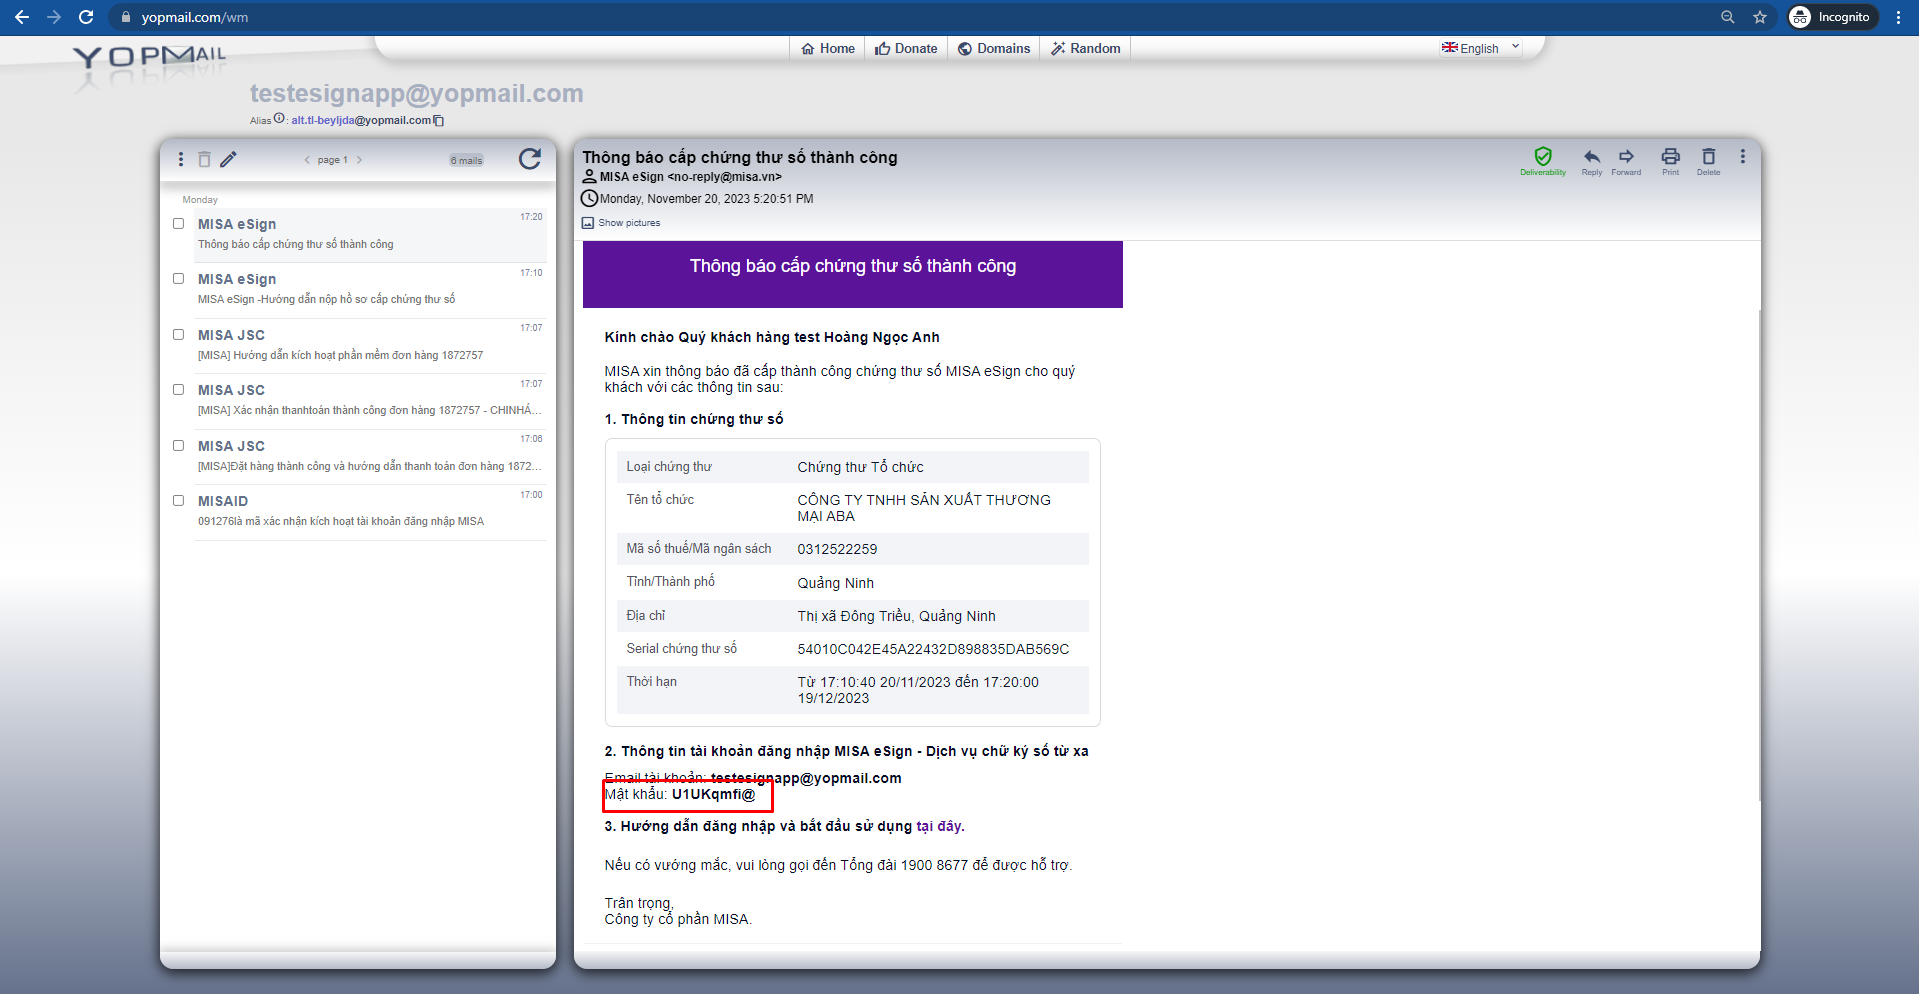 yopmail.com/wm
Incognito
YOPMAIL
Home
Donate
Domains
Random
English
testesignapp@yopmail.com
Alias : alt.tl-beyljda@yopmail.com
page 1
6 mails
Monday
MISA eSign 17:20
Thông báo cấp chứng thư số thành công
MISA eSign 17:10
MISA eSign -Hướng dẫn nộp hồ sơ cấp chứng thư số
MISA JSC 17:07
[MISA] Hướng dẫn kích hoạt phần mềm đơn hàng 1872757
MISA JSC 17:07
[MISA] Xác nhận thanhtoán thành công đơn hàng 1872757 - CHINHÁ...
MISA JSC 17:06
[MISA]Đặt hàng thành công và hướng dẫn thanh toán đơn hàng 1872...
MISAID 17:00
091276là mã xác nhận kích hoạt tài khoản đăng nhập MISA
Thông báo cấp chứng thư số thành công
MISA eSign <no-reply@misa.vn>
Monday, November 20, 2023 5:20:51 PM
Show pictures
Deliverability
Reply
Forward
Print
Delete
Thông báo cấp chứng thư số thành công
Kính chào Quý khách hàng test Hoàng Ngọc Anh
MISA xin thông báo đã cấp thành công chứng thư số MISA eSign cho quý
khách với các thông tin sau:
1. Thông tin chứng thư số
Loại chứng thư Chứng thư Tổ chức
Tên tổ chức CÔNG TY TNHH SẢN XUẤT THƯƠNG
MẠI ABA
Mã số thuế/Mã ngân sách 0312522259
Tỉnh/Thành phố Quảng Ninh
Địa chỉ Thị xã Đông Triều, Quảng Ninh
Serial chứng thư số 54010C042E45A22432D898835DAB569C
Thời hạn Từ 17:10:40 20/11/2023 đến 17:20:00
19/12/2023
2. Thông tin tài khoản đăng nhập MISA eSign - Dịch vụ chữ ký số từ xa
Email tài khoản: testesignapp@yopmail.com
Mật khẩu: U1UKqmfi@
3. Hướng dẫn đăng nhập và bắt đầu sử dụng tại đây.
Nếu có vướng mắc, vui lòng gọi đến Tổng đài 1900 8677 để được hỗ trợ.
Trân trọng,
Công ty cổ phần MISA.